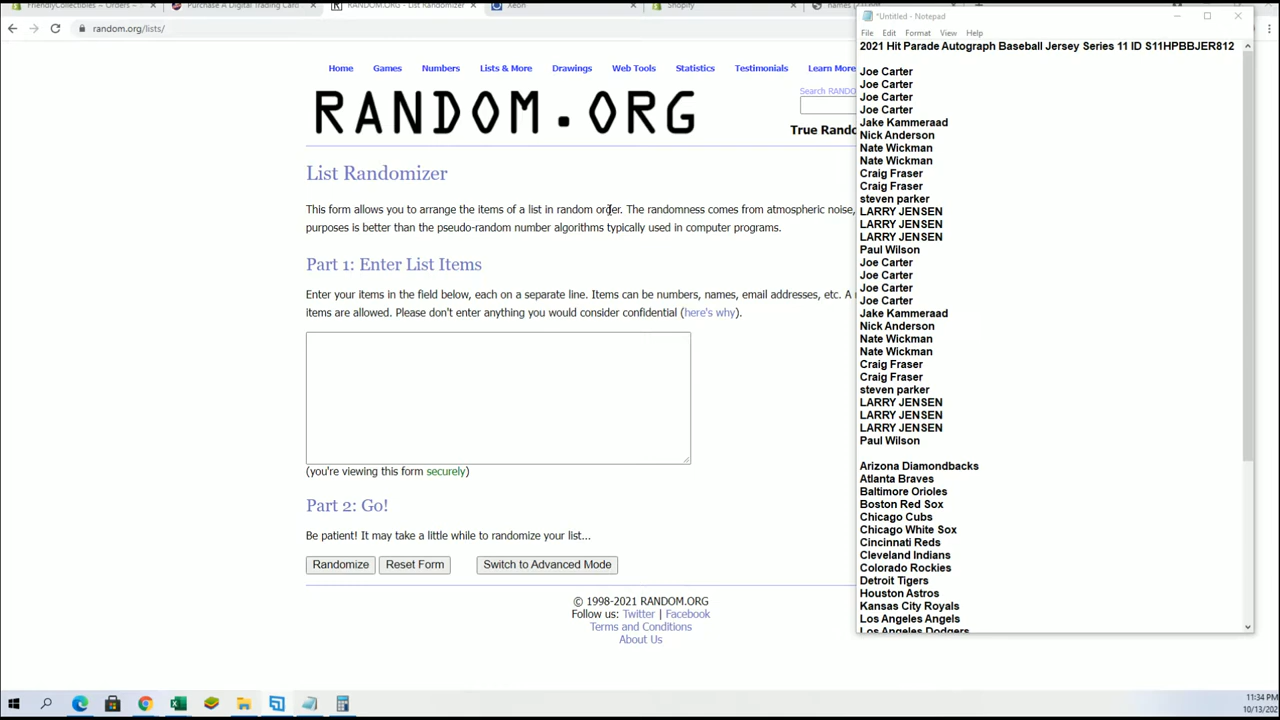 FriendlyCollectibles ~ Orders ~
Purchase A Digital Trading Card
RANDOM.ORG - List Randomizer
Xeon
Shopify
names
random.org/lists/
Home Games Numbers Lists & More Drawings Web Tools Statistics Testimonials Learn More
Search RANDO
RANDOM.ORG
True Rando
List Randomizer
This form allows you to arrange the items of a list in random order. The randomness comes from atmospheric noise,
purposes is better than the pseudo-random number algorithms typically used in computer programs.
Part 1: Enter List Items
Enter your items in the field below, each on a separate line. Items can be numbers, names, email addresses, etc. A
items are allowed. Please don't enter anything you would consider confidential (here's why).
(you're viewing this form securely)
Part 2: Go!
Be patient! It may take a little while to randomize your list...
Randomize Reset Form Switch to Advanced Mode
© 1998-2021 RANDOM.ORG
Follow us: Twitter | Facebook
Terms and Conditions
About Us
*Untitled - Notepad
File Edit Format View Help
2021 Hit Parade Autograph Baseball Jersey Series 11 ID S11HPBBJER812
Joe Carter
Joe Carter
Joe Carter
Joe Carter
Jake Kammeraad
Nick Anderson
Nate Wickman
Nate Wickman
Craig Fraser
Craig Fraser
steven parker
LARRY JENSEN
LARRY JENSEN
LARRY JENSEN
Paul Wilson
Joe Carter
Joe Carter
Joe Carter
Joe Carter
Jake Kammeraad
Nick Anderson
Nate Wickman
Nate Wickman
Craig Fraser
Craig Fraser
steven parker
LARRY JENSEN
LARRY JENSEN
LARRY JENSEN
Paul Wilson
Arizona Diamondbacks
Atlanta Braves
Baltimore Orioles
Boston Red Sox
Chicago Cubs
Chicago White Sox
Cincinnati Reds
Cleveland Indians
Colorado Rockies
Detroit Tigers
Houston Astros
Kansas City Royals
Los Angeles Angels
Los Angeles Dodgers
11:34 PM
10/13/202